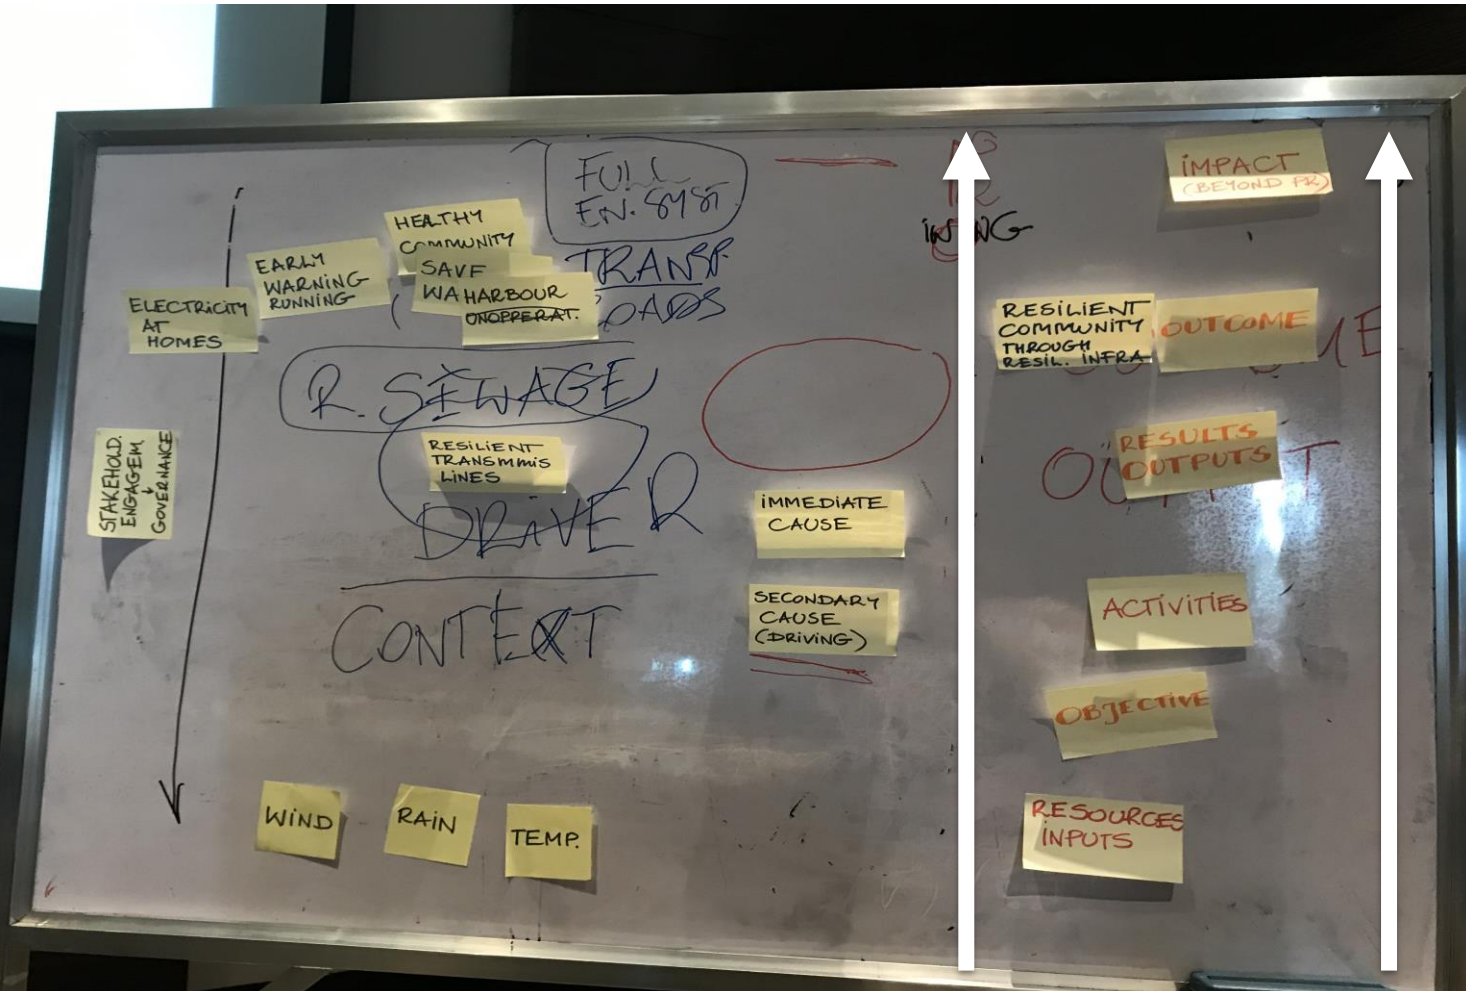 FULL
EN. SYST.
HEALTHY
COMMUNITY
SAVE
WA
HARBOUR
ONOPPERAT.
EARLY
WARNING
RUNNING
ELECTRICITY
AT
HOMES
TRANSP.
OADS
R. SEWAGE
STAKEHOLD.
ENGAGEM.
GOVERNANCE
RESILIENT
TRANSMMIS
LINES
DRIVER
CONTEXT
WIND
RAIN
TEMP.
IMMEDIATE
CAUSE
SECONDARY
CAUSE
(DRIVING)
IMPACT
(BEYOND PR)
RESILIENT
COMMUNITY
THROUGH
RESIL. INFRA
OUTCOME
RESULTS
OUTPUTS
ACTIVITIES
OBJECTIVE
RESOURCES
INPUTS